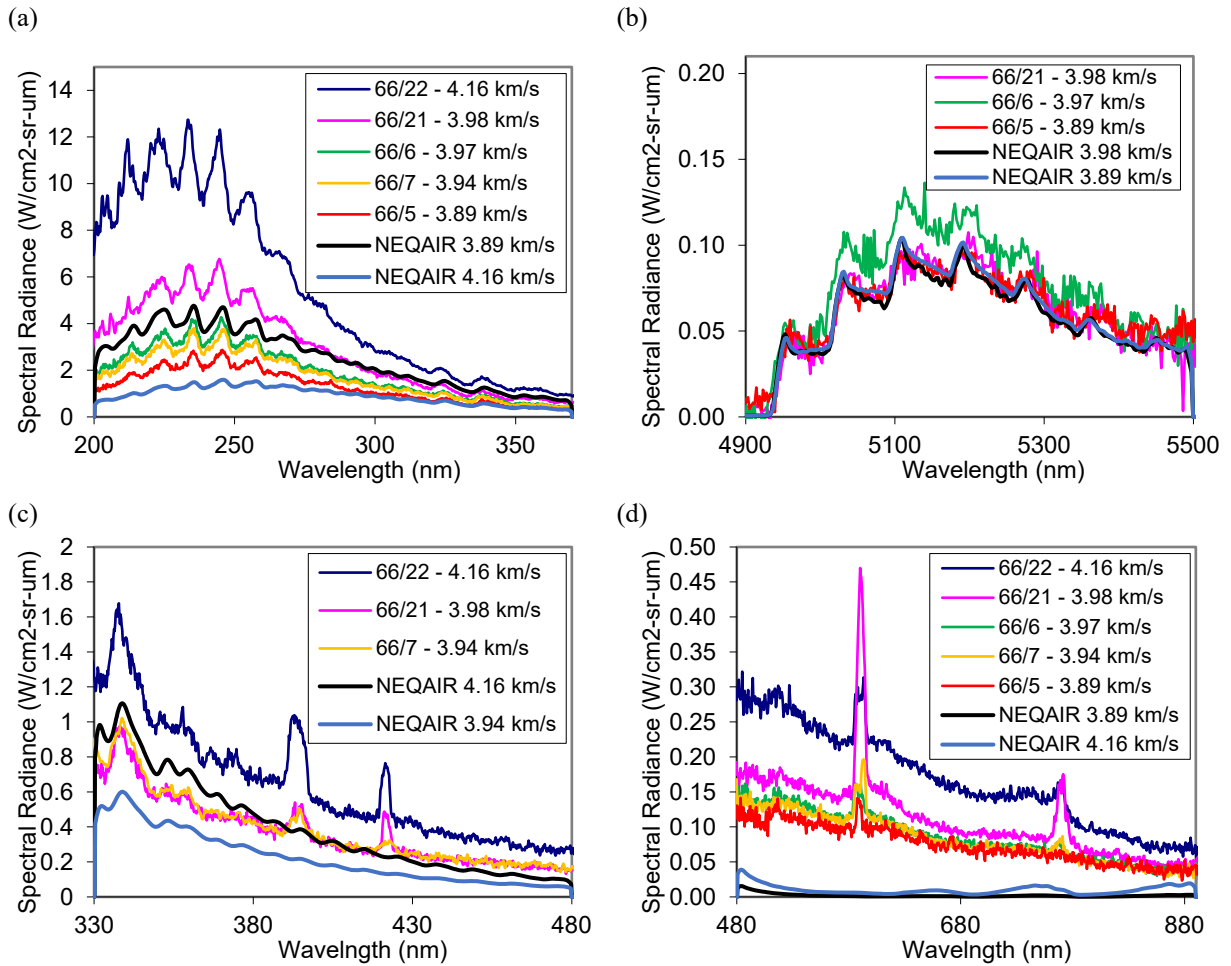 (a)
Spectral Radiance (W/cm2-sr-um)
14
12
10
8
6
4
2
0
66/22 - 4.16 km/s
66/21 - 3.98 km/s
66/6 - 3.97 km/s
66/7 - 3.94 km/s
66/5 - 3.89 km/s
NEQAIR 3.89 km/s
NEQAIR 4.16 km/s
200 250 300 350
Wavelength (nm)
(b)
Spectral Radiance (W/cm2-sr-um)
0.20
0.15
0.10
0.05
0.00
66/21 - 3.98 km/s
66/6 - 3.97 km/s
66/5 - 3.89 km/s
NEQAIR 3.98 km/s
NEQAIR 3.89 km/s
4900 5100 5300 5500
Wavelength (nm)
(c)
Spectral Radiance (W/cm2-sr-um)
2
1.8
1.6
1.4
1.2
1
0.8
0.6
0.4
0.2
0
66/22 - 4.16 km/s
66/21 - 3.98 km/s
66/7 - 3.94 km/s
NEQAIR 4.16 km/s
NEQAIR 3.94 km/s
330 380 430 480
Wavelngth (nm)
(d)
Spectral Radiance (W/cm2-sr-um)
0.50
0.45
0.40
0.35
0.30
0.25
0.20
0.15
0.10
0.05
0.00
66/22 - 4.16 km/s
66/21 - 3.98 km/s
66/6 - 3.97 km/s
66/7 - 3.94 km/s
66/5 - 3.89 km/s
NEQAIR 3.89 km/s
NEQAIR 4.16 km/s
480 680 880
Wavelngth (nm)